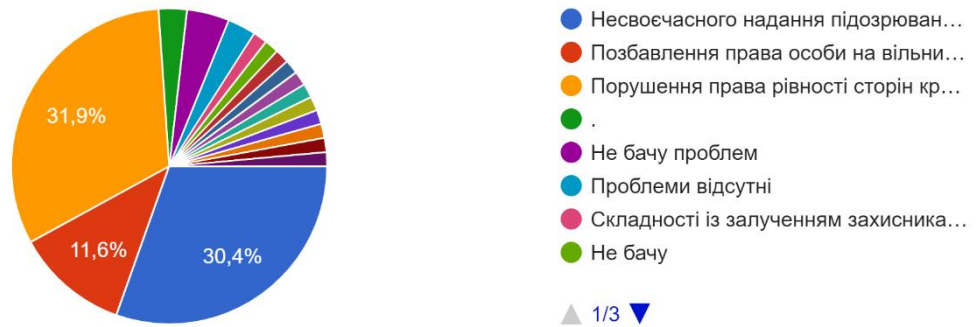 31,9%
11,6%
30,4%
Несвоєчасного надання підозрюван…
Позбавлення права особи на вільни…
Порушення права рівності сторін кр…
.
Не бачу проблем
Проблеми відсутні
Складності із залученням захисника…
Не бачу
1/3